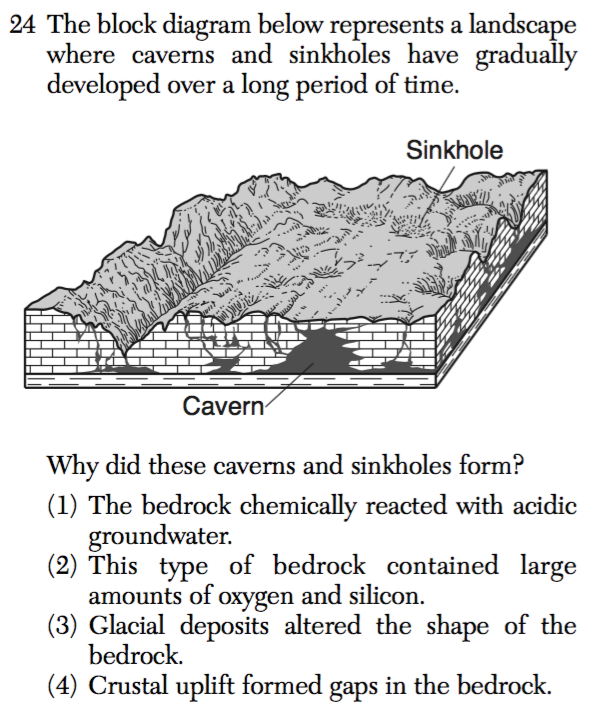 24 The block diagram below represents a landscape
where caverns and sinkholes have gradually
developed over a long period of time.
Sinkhole
Cavern
Why did these caverns and sinkholes form?
(1) The bedrock chemically reacted with acidic
groundwater.
(2) This type of bedrock contained large
amounts of oxygen and silicon.
(3) Glacial deposits altered the shape of the
bedrock.
(4) Crustal uplift formed gaps in the bedrock.